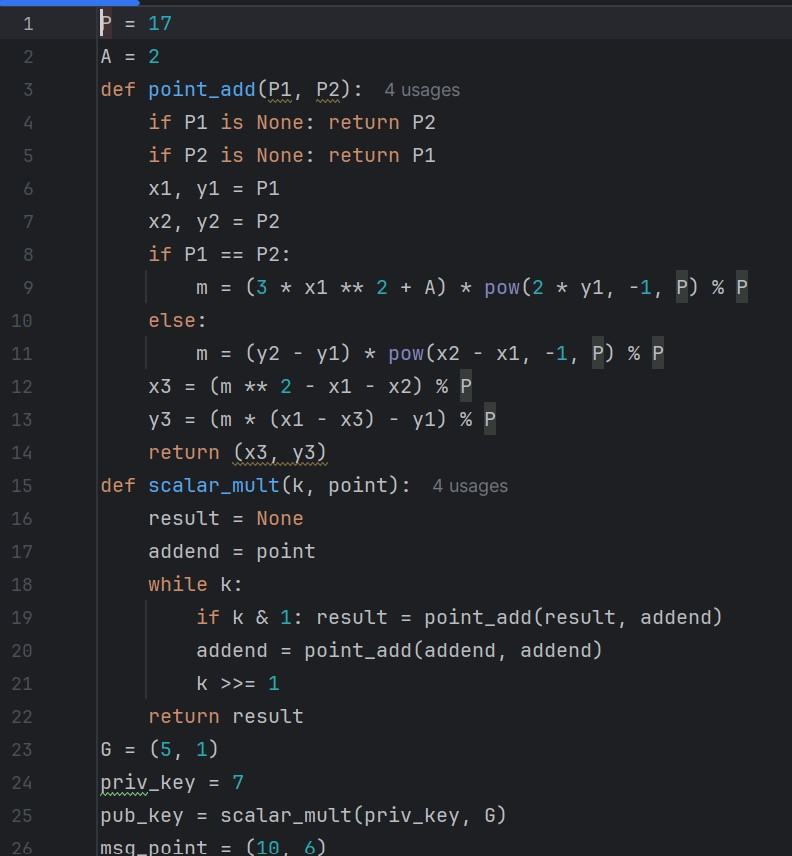 1 P = 17
2 A = 2
3 def point_add(P1, P2): 4 usages
4     if P1 is None: return P2
5     if P2 is None: return P1
6     x1, y1 = P1
7     x2, y2 = P2
8     if P1 == P2:
9         m = (3 * x1 ** 2 + A) * pow(2 * y1, -1, P) % P
10     else:
11         m = (y2 - y1) * pow(x2 - x1, -1, P) % P
12     x3 = (m ** 2 - x1 - x2) % P
13     y3 = (m * (x1 - x3) - y1) % P
14     return (x3, y3)
15 def scalar_mult(k, point): 4 usages
16     result = None
17     addend = point
18     while k:
19         if k & 1: result = point_add(result, addend)
20         addend = point_add(addend, addend)
21         k >>= 1
22     return result
23 G = (5, 1)
24 priv_key = 7
25 pub_key = scalar_mult(priv_key, G)
26 msg_point = (10, 6)